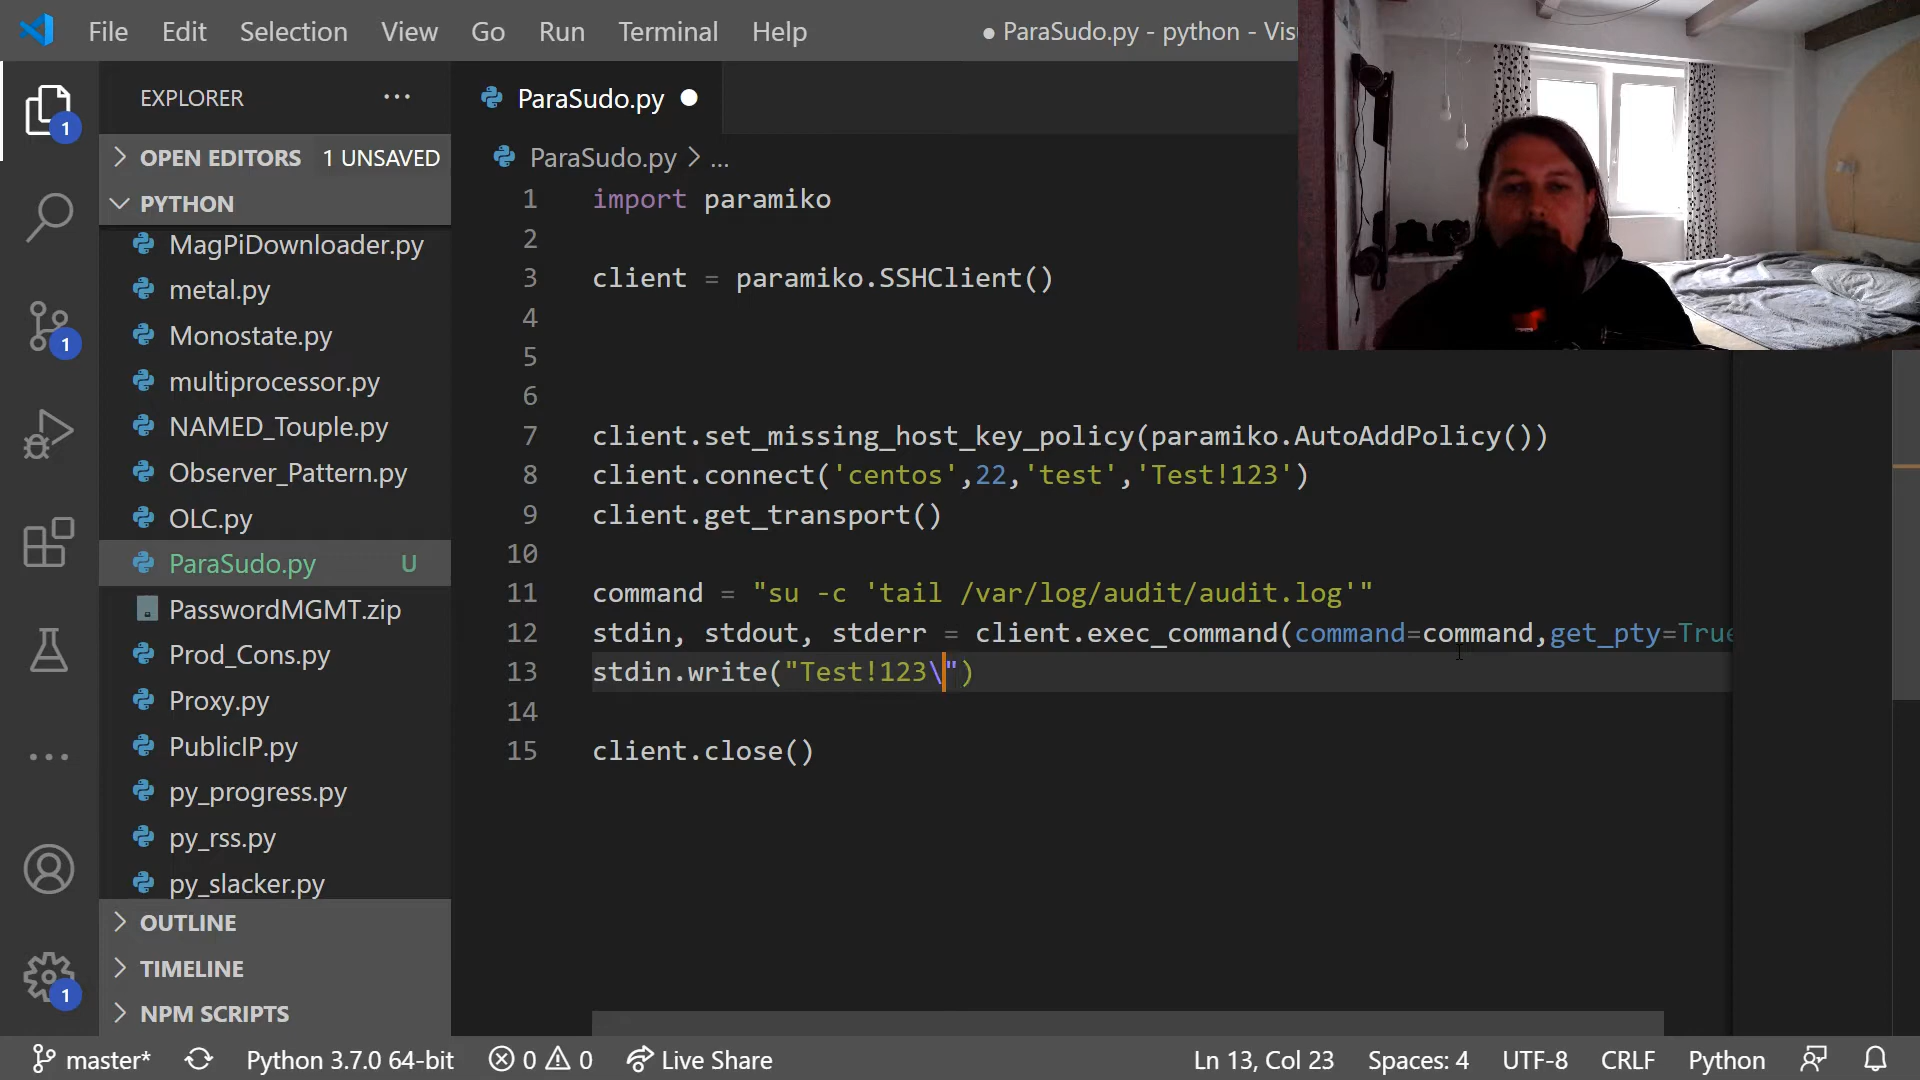 File Edit Selection View Go Run Terminal Help
● ParaSudo.py - python - Vis
EXPLORER ...
OPEN EDITORS 1 UNSAVED
PYTHON
MagPiDownloader.py
metal.py
Monostate.py
multiprocessor.py
NAMED_Touple.py
Observer_Pattern.py
OLC.py
ParaSudo.py U
PasswordMGMT.zip
Prod_Cons.py
Proxy.py
PublicIP.py
py_progress.py
py_rss.py
py_slacker.py
OUTLINE
TIMELINE
NPM SCRIPTS
1
1
1
ParaSudo.py ●
ParaSudo.py > ...
1 import paramiko
2
3 client = paramiko.SSHClient()
4
5
6
7 client.set_missing_host_key_policy(paramiko.AutoAddPolicy())
8 client.connect('centos',22,'test','Test!123')
9 client.get_transport()
10
11 command = "su -c 'tail /var/log/audit/audit.log'"
12 stdin, stdout, stderr = client.exec_command(command=command,get_pty=True
13 stdin.write("Test!123\")
14
15 client.close()
master* Python 3.7.0 64-bit 0 0 Live Share Ln 13, Col 23 Spaces: 4 UTF-8 CRLF Python